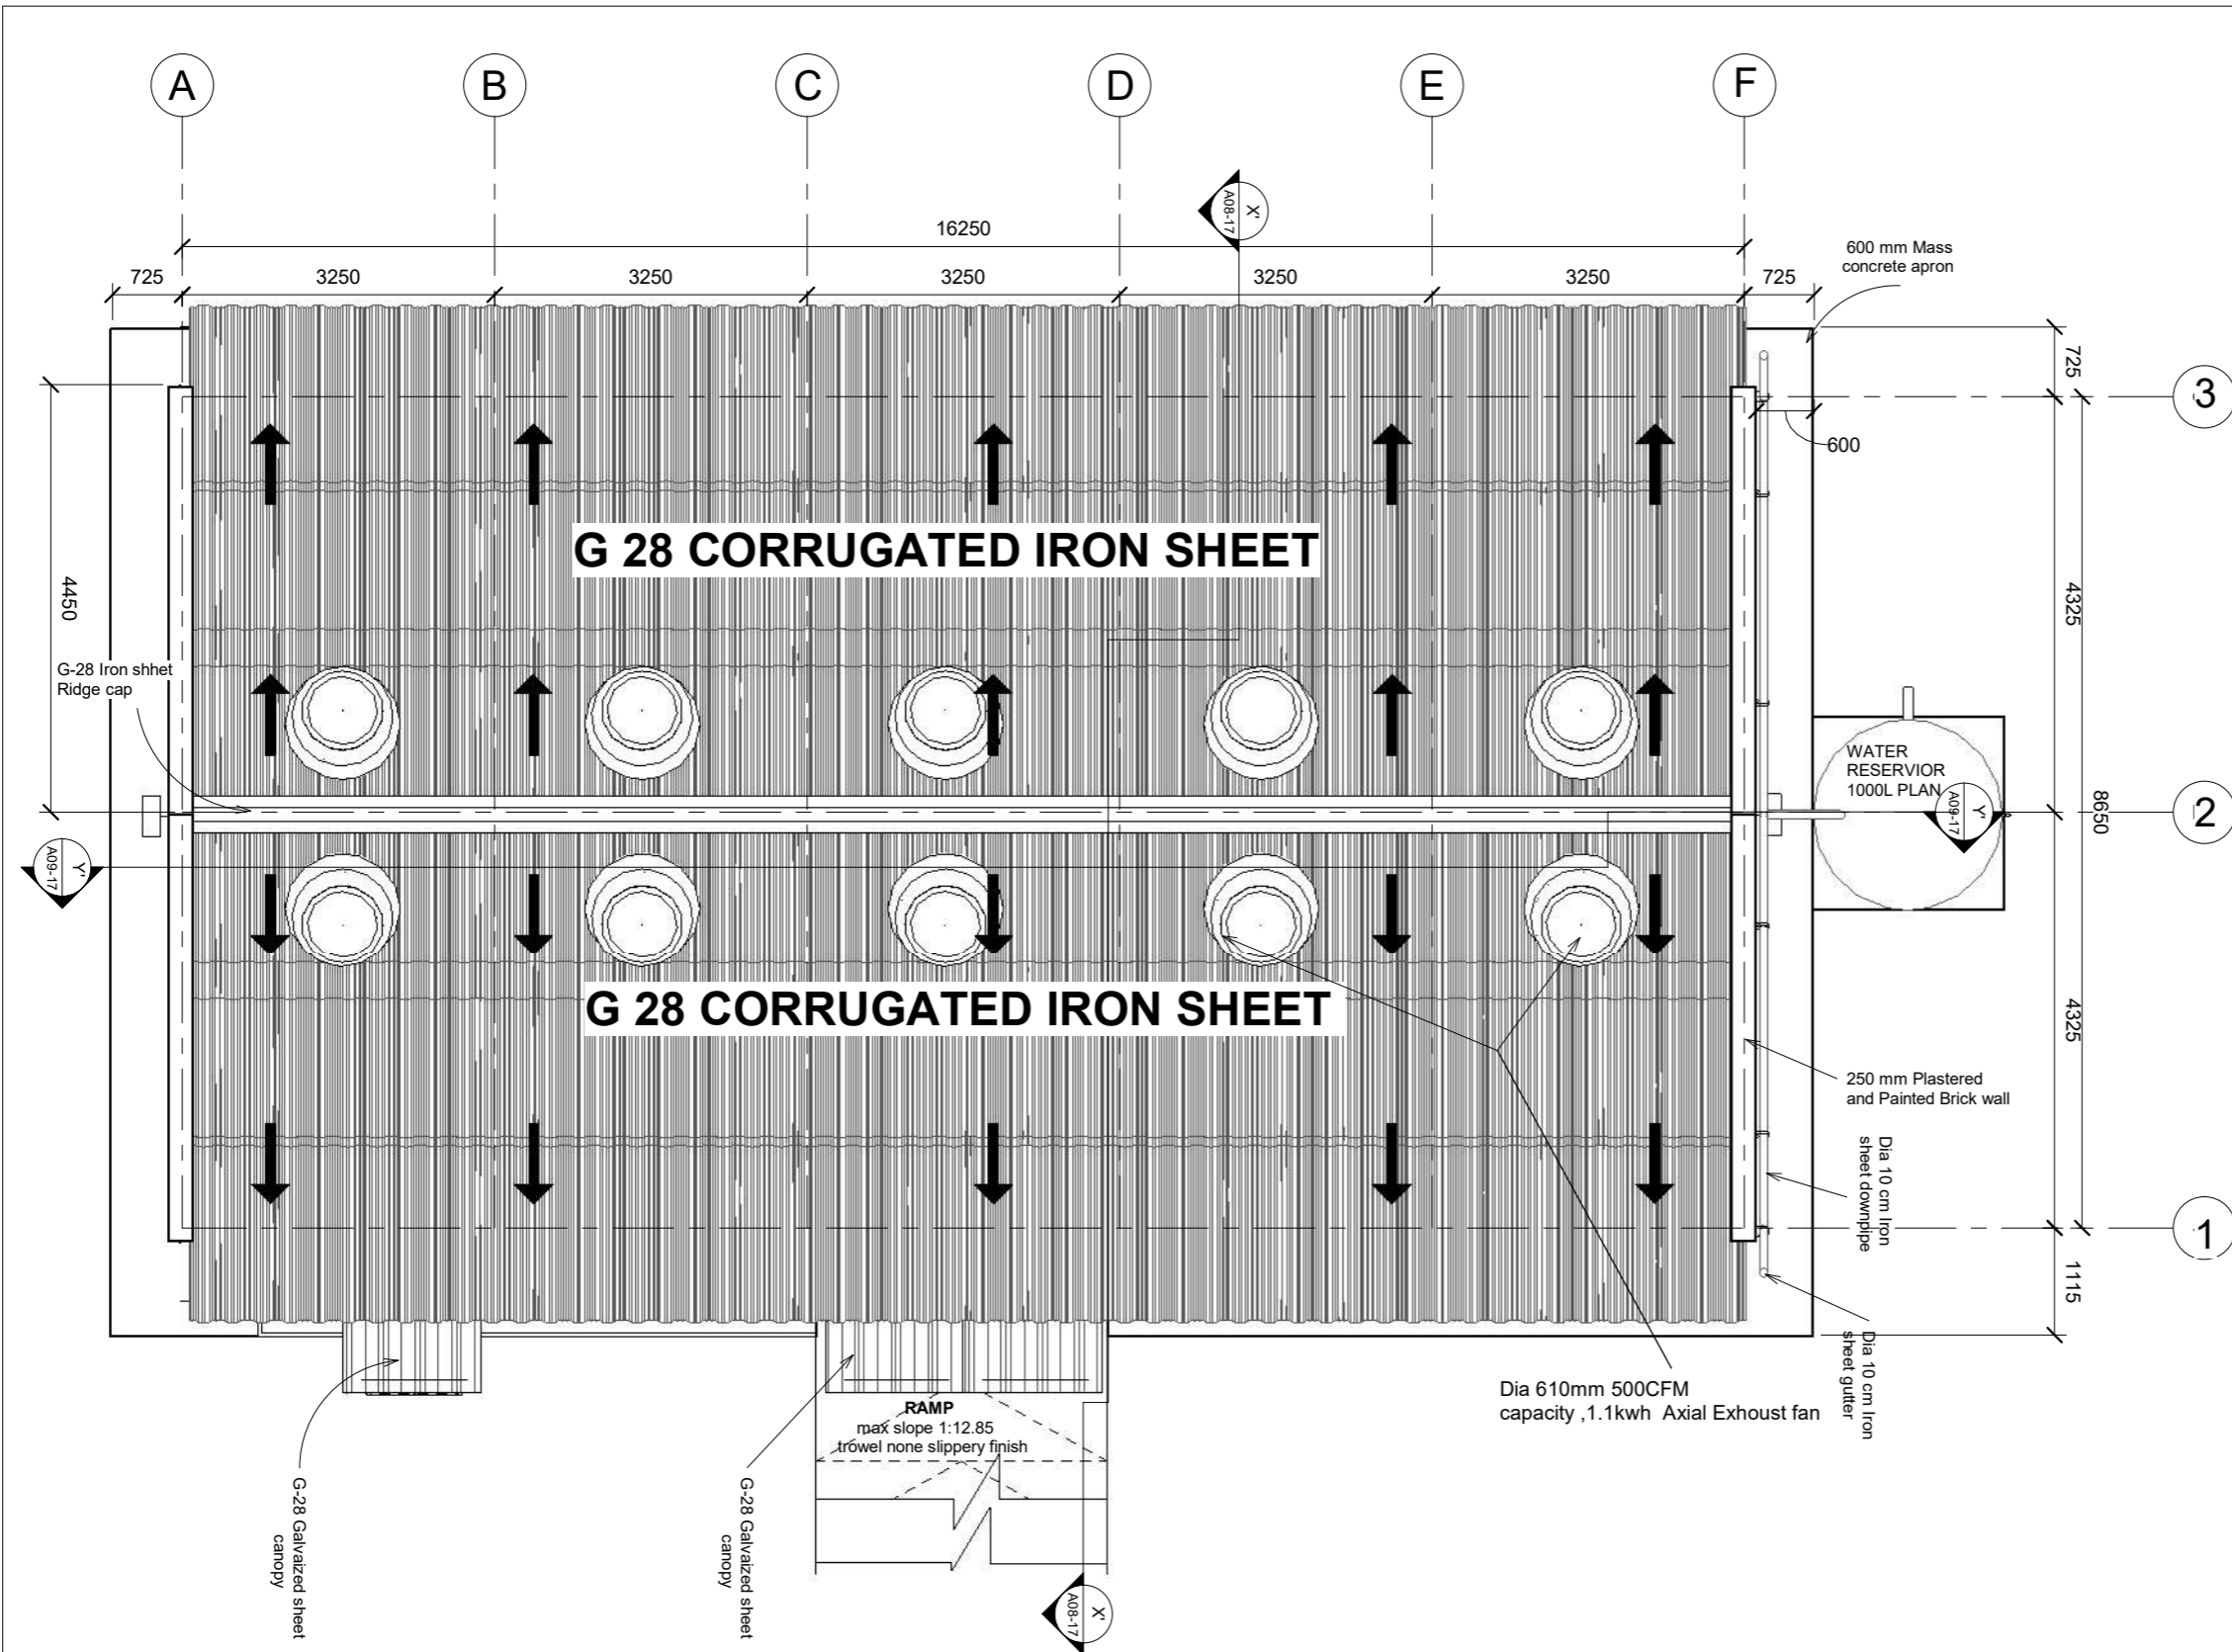 A
B
C
D
E
F
X'
A08-17
16250
725
3250
3250
3250
3250
3250
725
600 mm Mass
concrete apron
725
3
600
4325
4450
G 28 CORRUGATED IRON SHEET
G-28 Iron shhet
Ridge cap
WATER
RESERVIOR
1000L PLAN
Y'
A09-17
8650
2
Y'
A09-17
G 28 CORRUGATED IRON SHEET
4325
250 mm Plastered
and Painted Brick wall
Dia 10 cm Iron
sheet downpipe
1
1115
Dia 10 cm Iron
sheet gutter
Dia 610mm 500CFM
capacity ,1.1kwh Axial Exhoust fan
RAMP
max slope 1:12.85
trowel none slippery finish
G-28 Galvaized sheet
canopy
G-28 Galvaized sheet
canopy
X'
A08-17